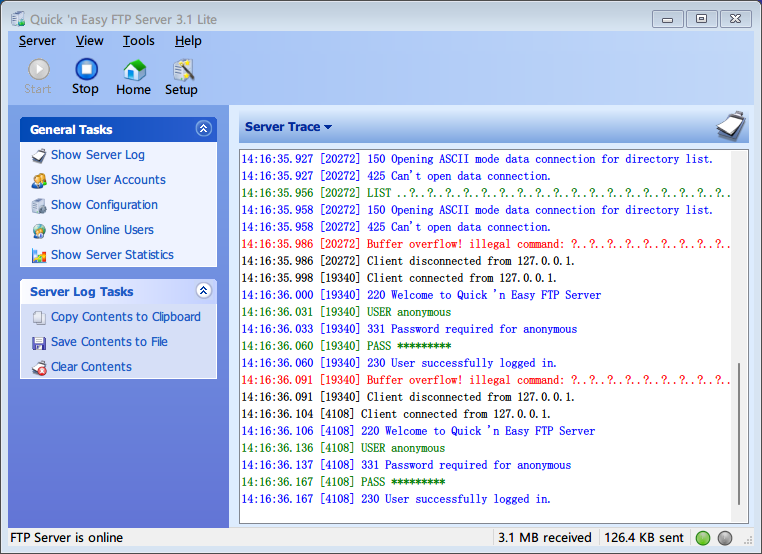 Quick 'n Easy FTP Server 3.1 Lite
Server View Tools Help
Start Stop Home Setup
General Tasks
Show Server Log
Show User Accounts
Show Configuration
Show Online Users
Show Server Statistics
Server Log Tasks
Copy Contents to Clipboard
Save Contents to File
Clear Contents
Server Trace
14:16:35.927 [20272] 150 Opening ASCII mode data connection for directory list.
14:16:35.927 [20272] 425 Can't open data connection.
14:16:35.956 [20272] LIST ..?..?..?..?..?..?..?..?..?..?..?..?..?..?..?..?..?..?..
14:16:35.958 [20272] 150 Opening ASCII mode data connection for directory list.
14:16:35.958 [20272] 425 Can't open data connection.
14:16:35.986 [20272] Buffer overflow! illegal command: ?..?..?..?..?..?..?..?..?..
14:16:35.986 [20272] Client disconnected from 127.0.0.1.
14:16:35.998 [19340] Client connected from 127.0.0.1.
14:16:36.000 [19340] 220 Welcome to Quick 'n Easy FTP Server
14:16:36.031 [19340] USER anonymous
14:16:36.033 [19340] 331 Password required for anonymous
14:16:36.060 [19340] PASS *********
14:16:36.060 [19340] 230 User successfully logged in.
14:16:36.091 [19340] Buffer overflow! illegal command: ?..?..?..?..?..?..?..?..?..
14:16:36.091 [19340] Client disconnected from 127.0.0.1.
14:16:36.104 [4108] Client connected from 127.0.0.1.
14:16:36.106 [4108] 220 Welcome to Quick 'n Easy FTP Server
14:16:36.136 [4108] USER anonymous
14:16:36.137 [4108] 331 Password required for anonymous
14:16:36.167 [4108] PASS *********
14:16:36.167 [4108] 230 User successfully logged in.
FTP Server is online
3.1 MB received
126.4 KB sent